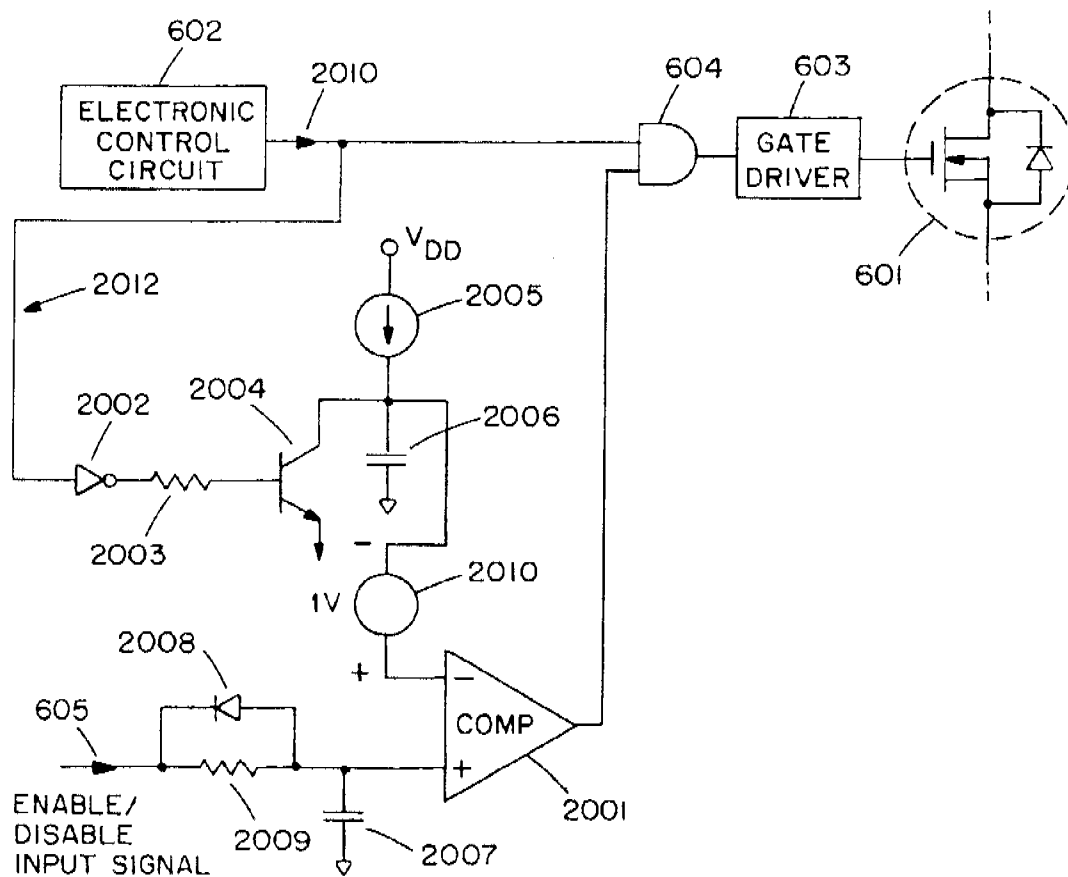 602
2010
ELECTRONIC
CONTROL
CIRCUIT
604
603
GATE
DRIVER
601
2012
VDD
2005
2004
2002
2006
2003
-
2010
1V
+
2008
-
605
COMP
+
2001
2009
2007
ENABLE/
DISABLE
INPUT SIGNAL